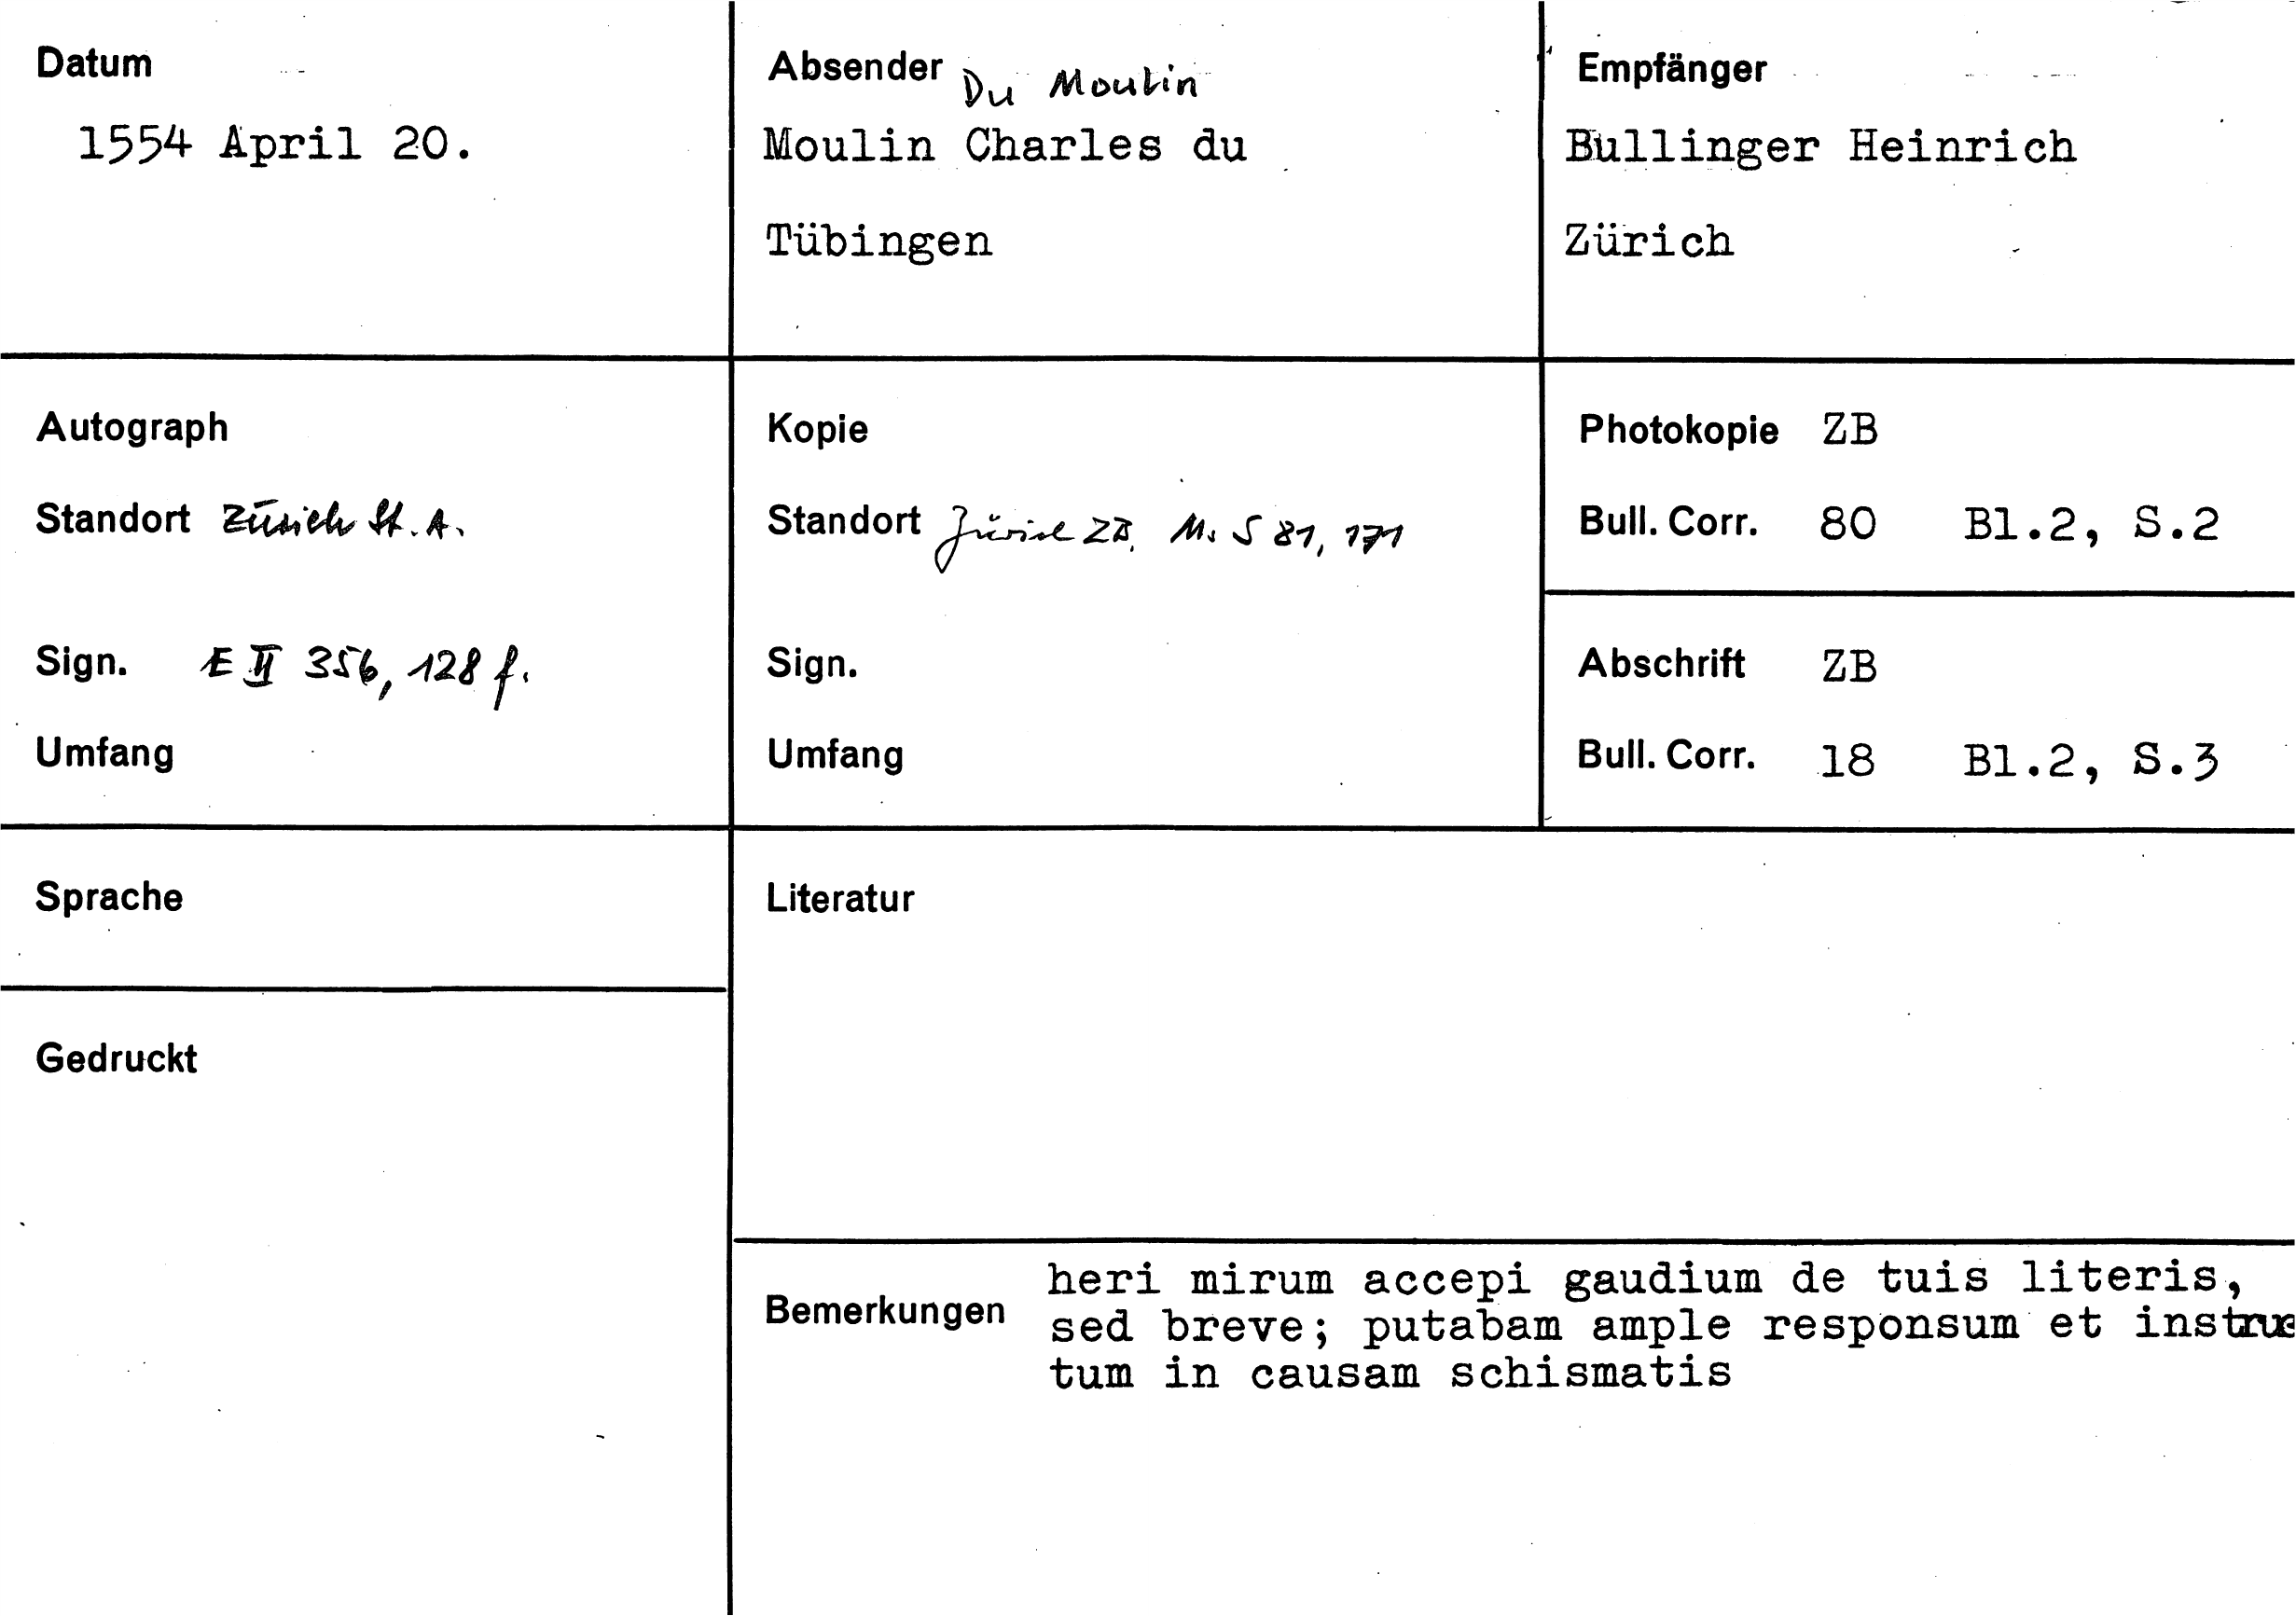 Datum
1554 April 20.
Absender Du Moulin
Moulin Charles du
Tübingen
Empfänger
Bullinger Heinrich
Zürich
Autograph
Standort Zürich St. A.
Sign. E II 356, 128 f.
Umfang
Kopie
Standort Zürich ZB, Ms S 81, 171
Sign.
Umfang
Photokopie ZB
Bull. Corr. 80 Bl.2, S.2
Abschrift ZB
Bull. Corr. 18 Bl.2, S.3
Sprache
Gedruckt
Literatur
Bemerkungen
heri mirum accepi gaudium de tuis literis,
sed breve; putabam ample responsum et instruc
tum in causam schismatis